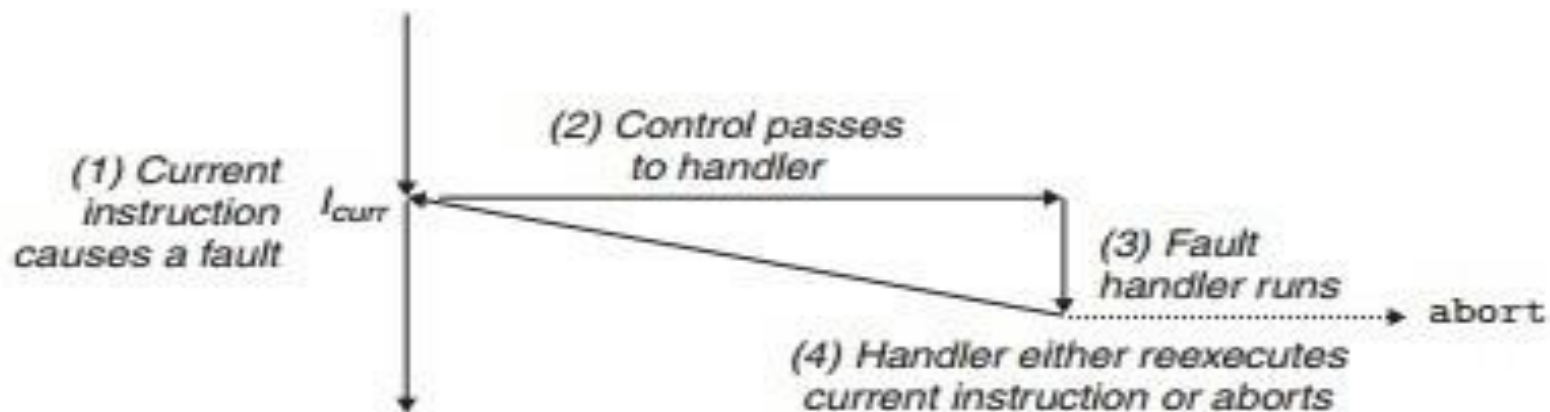 (1) Current
instruction
causes a fault
I_curr
(2) Control passes
to handler
(3) Fault
handler runs
abort
(4) Handler either reexecutes
current instruction or aborts